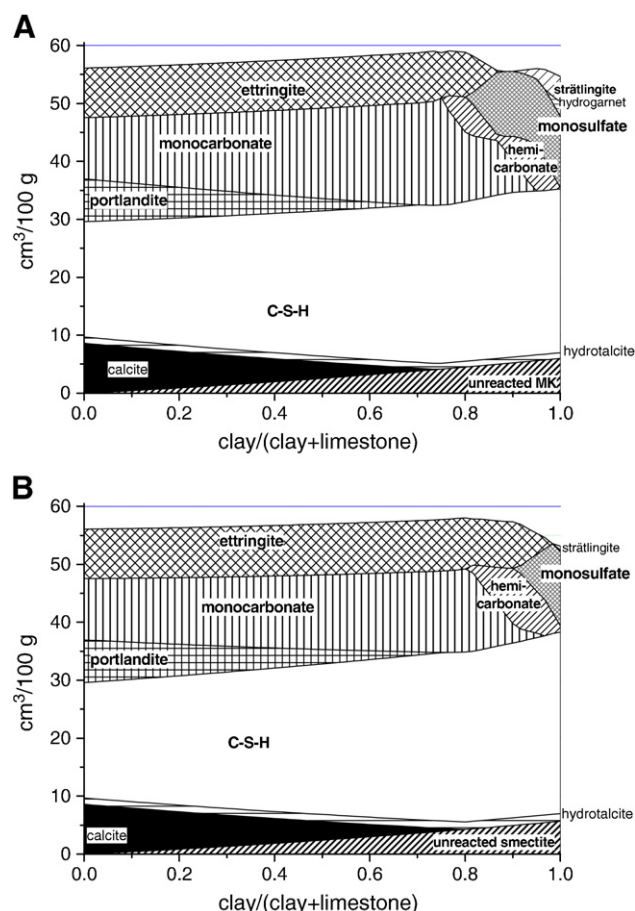 A
60
50
40
30
20
10
0
cm³/100 g
ettringite
monocarbonate
portlandite
C-S-H
calcite
strätlingite
hydrogarnet
monosulfate
hemi-
carbonate
hydrotalcite
unreacted MK
0.0 0.2 0.4 0.6 0.8 1.0
clay/(clay+limestone)
B
60
50
40
30
20
10
0
cm³/100 g
ettringite
monocarbonate
portlandite
C-S-H
calcite
strätlingite
monosulfate
hemi-
carbonate
hydrotalcite
unreacted smectite
0.0 0.2 0.4 0.6 0.8 1.0
clay/(clay+limestone)